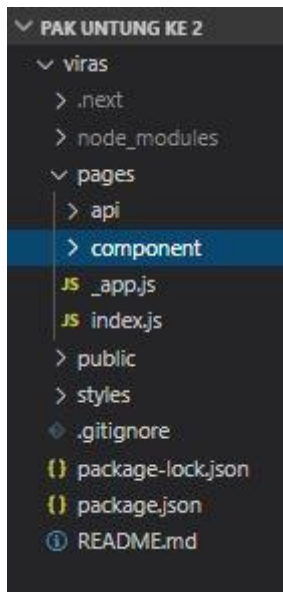 PAK UNTUNG KE 2
viras
.next
node_modules
pages
api
component
JS _app.js
JS index.js
public
styles
.gitignore
{} package-lock.json
{} package.json
README.md